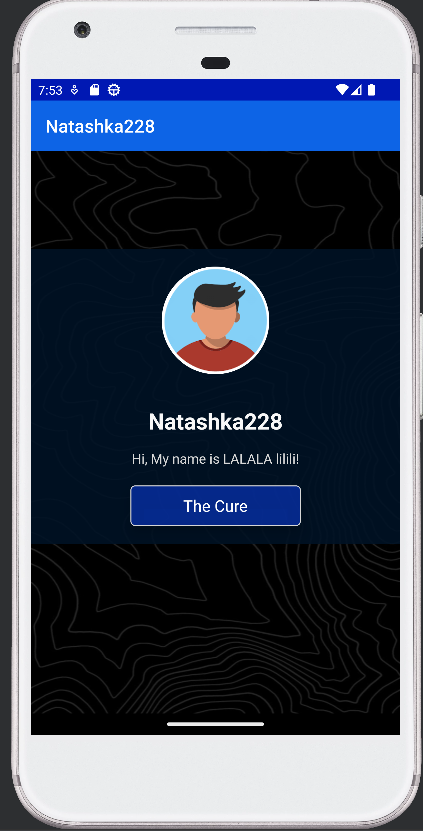 7:53
Natashka228
Natashka228
Hi, My name is LALALA lilili!
The Cure